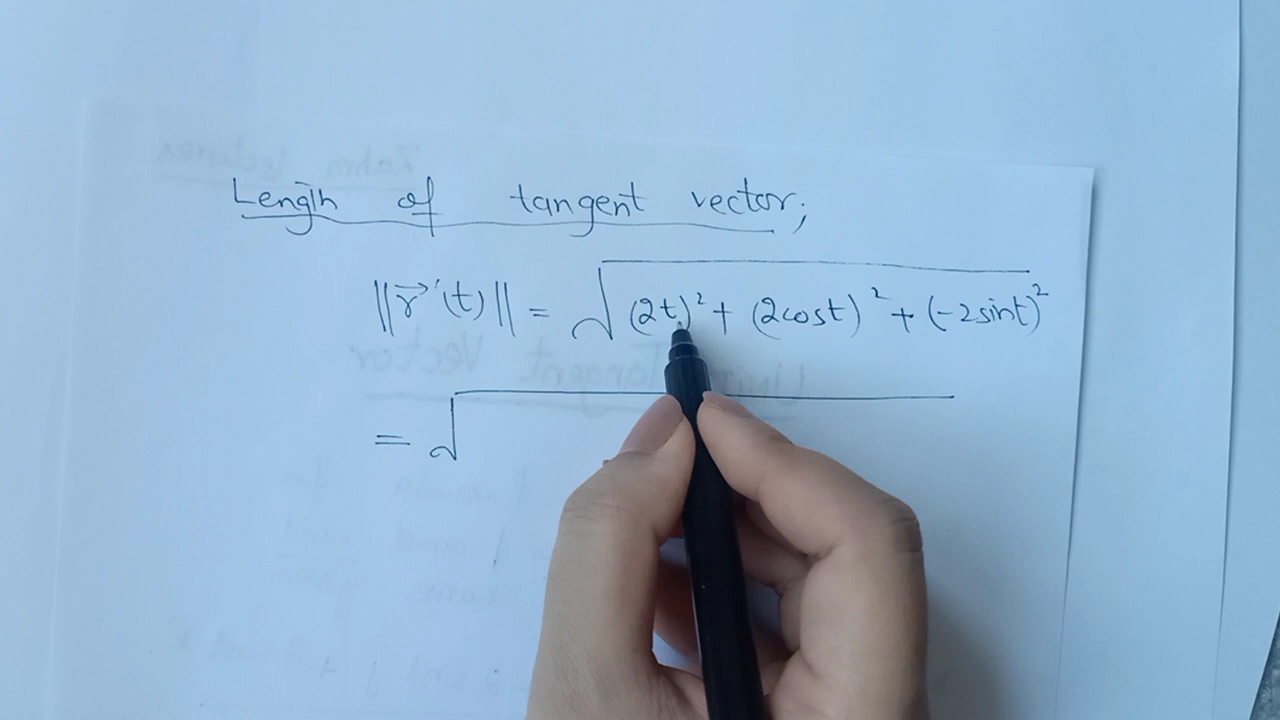 Length of tangent vector;
||r⃗'(t)|| = √(2t)² + (2cost)² + (-2sint)²
= √